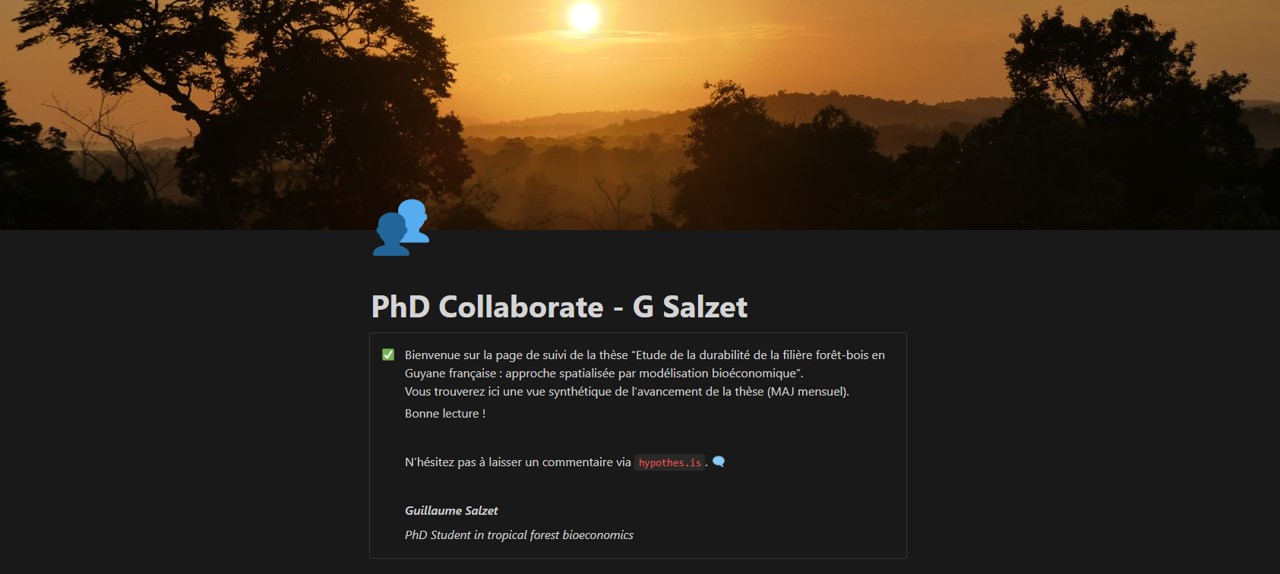 PhD Collaborate - G Salzet
Bienvenue sur la page de suivi de la thèse "Etude de la durabilité de la filière forêt-bois en
Guyane française : approche spatialisée par modélisation bioéconomique".
Vous trouverez ici une vue synthétique de l'avancement de la thèse (MAJ mensuel).
Bonne lecture !
N'hésitez pas à laisser un commentaire via hypothes.is.
Guillaume Salzet
PhD Student in tropical forest bioeconomics